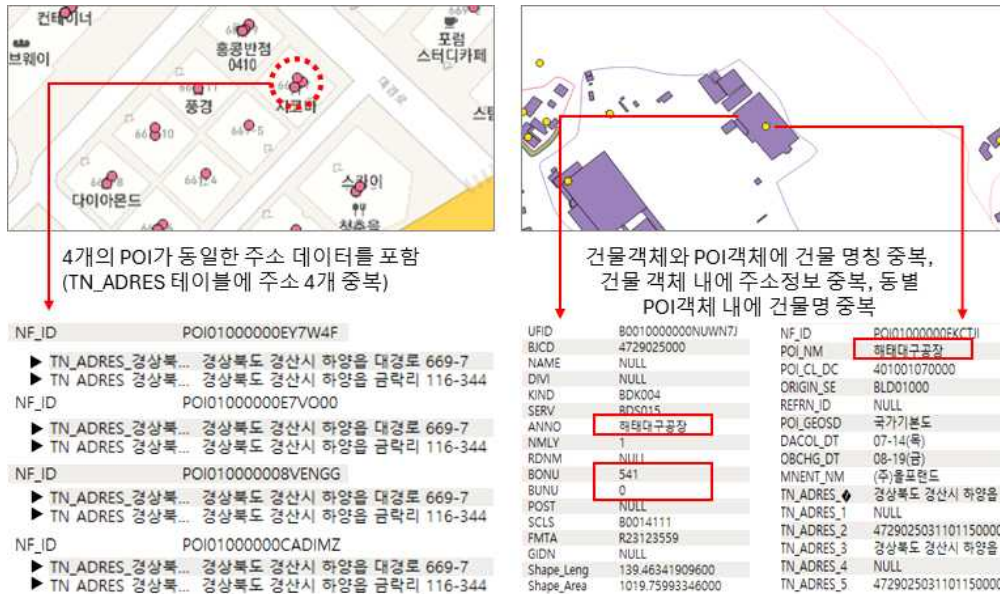 컨테이너
브웨이
홍콩반점
0410
포럼
스터디카페
풍경
대경로
다이아몬드
스카이
4개의 POI가 동일한 주소 데이터를 포함
(TN_ADRES 테이블에 주소 4개 중복)
NF_ID POI01000000EY7W4F
▶ TN_ADRES_경상북... 경상북도 경산시 하양읍 대경로 669-7
▶ TN_ADRES 경상북... 경상북도 경산시 하양읍 금락리 116-344
NF_ID POI01000000E7VO00
▶ TN_ADRES_경상북... 경상북도 경산시 하양읍 대경로 669-7
▶ TN_ADRES 경상북... 경상북도 경산시 하양읍 금락리 116-344
NF_ID POI010000008VENGG
▶ TN_ADRES_경상북... 경상북도 경산시 하양읍 대경로 669-7
▶ TN_ADRES 경상북... 경상북도 경산시 하양읍 금락리 116-344
NF_ID POI01000000CADIMZ
▶ TN_ADRES_경상북... 경상북도 경산시 하양읍 대경로 669-7
▶ TN_ADRES 경상북... 경상북도 경산시 하양읍 금락리 116-344
건물객체와 POI객체에 건물 명칭 중복,
건물 객체 내에 주소정보 중복, 동별
POI객체 내에 건물명 중복
UFID B0010000000NUWN7J
BJCD 4729025000
NAME NULL
DIVI NULL
KIND BDK004
SERV BDS015
ANNO 해태대구공장
NMLY 1
RDNM NULL
BONU 541
BUNU 0
POST NULL
SCLS B0014111
FMTA R23123559
GIDN NULL
Shape_Leng 139.46341909600
Shape_Area 1019.75993346000
NF_ID POI01000000EKCTJI
POI_NM 해태대구공장
POI_CL_DC 401001070000
ORIGIN_SE BLD01000
REFRN_ID NULL
POI_GEOSD 국가기본도
DACOL_DT 07-14(목)
OBCHG_DT 08-19(금)
MNENT_NM (주)올포랜드
TN_ADRES_� 경상북도 경산시 하양읍
TN_ADRES_1 NULL
TN_ADRES_2 4729025031101150000
TN_ADRES_3 경상북도 경산시 하양읍
TN_ADRES_4 NULL
TN_ADRES_5 4729025031101150000